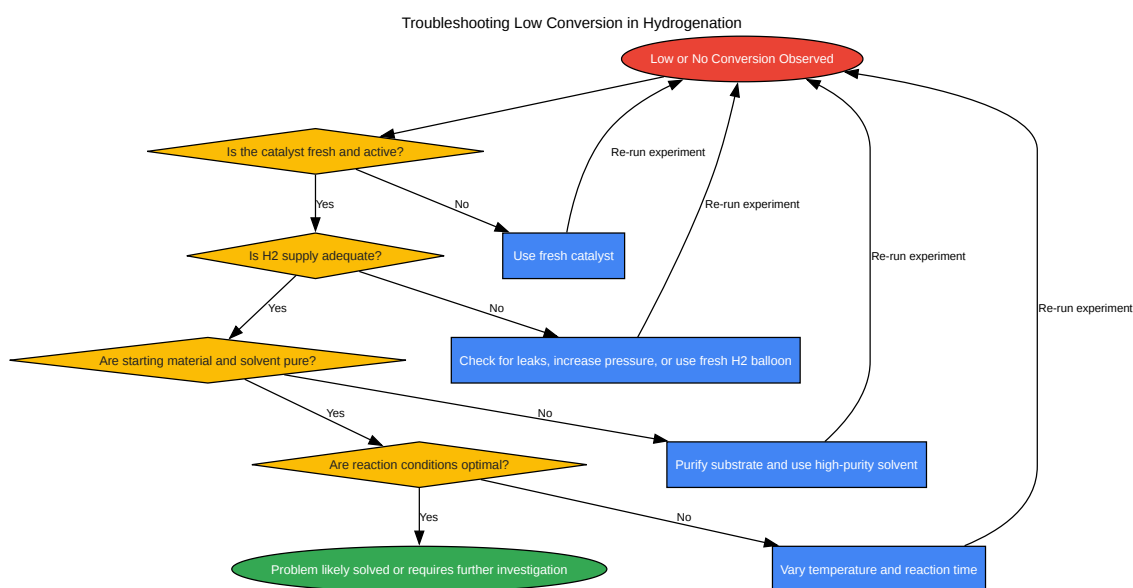 Troubleshooting Low Conversion in Hydrogenation
Low or No Conversion Observed
Is the catalyst fresh and active?
Re-run experiment
Yes
No
Re-run experiment
Is H2 supply adequate?
Use fresh catalyst
Re-run experiment
Yes
No
Re-run experiment
Are starting material and solvent pure?
Check for leaks, increase pressure, or use fresh H2 balloon
Yes
No
Are reaction conditions optimal?
Purify substrate and use high-purity solvent
Yes
No
Problem likely solved or requires further investigation
Vary temperature and reaction time